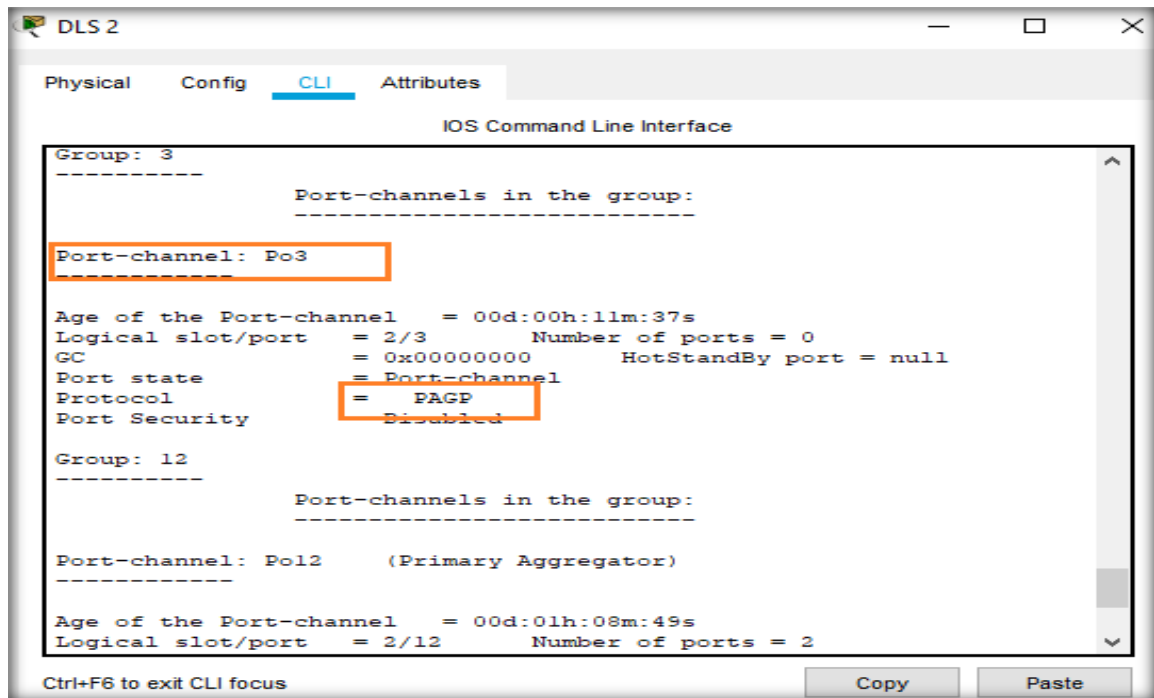 DLS 2
Physical Config CLI Attributes
IOS Command Line Interface
Group: 3
----------
Port-channels in the group:
---------------------------
Port-channel: Po3
------------
Age of the Port-channel = 00d:00h:11m:37s
Logical slot/port = 2/3 Number of ports = 0
GC = 0x00000000 HotStandBy port = null
Port state = Port-channel
Protocol = PAGP
Port Security = Disabled
Group: 12
----------
Port-channels in the group:
---------------------------
Port-channel: Po12 (Primary Aggregator)
------------
Age of the Port-channel = 00d:01h:08m:49s
Logical slot/port = 2/12 Number of ports = 2
Ctrl+F6 to exit CLI focus
Copy Paste